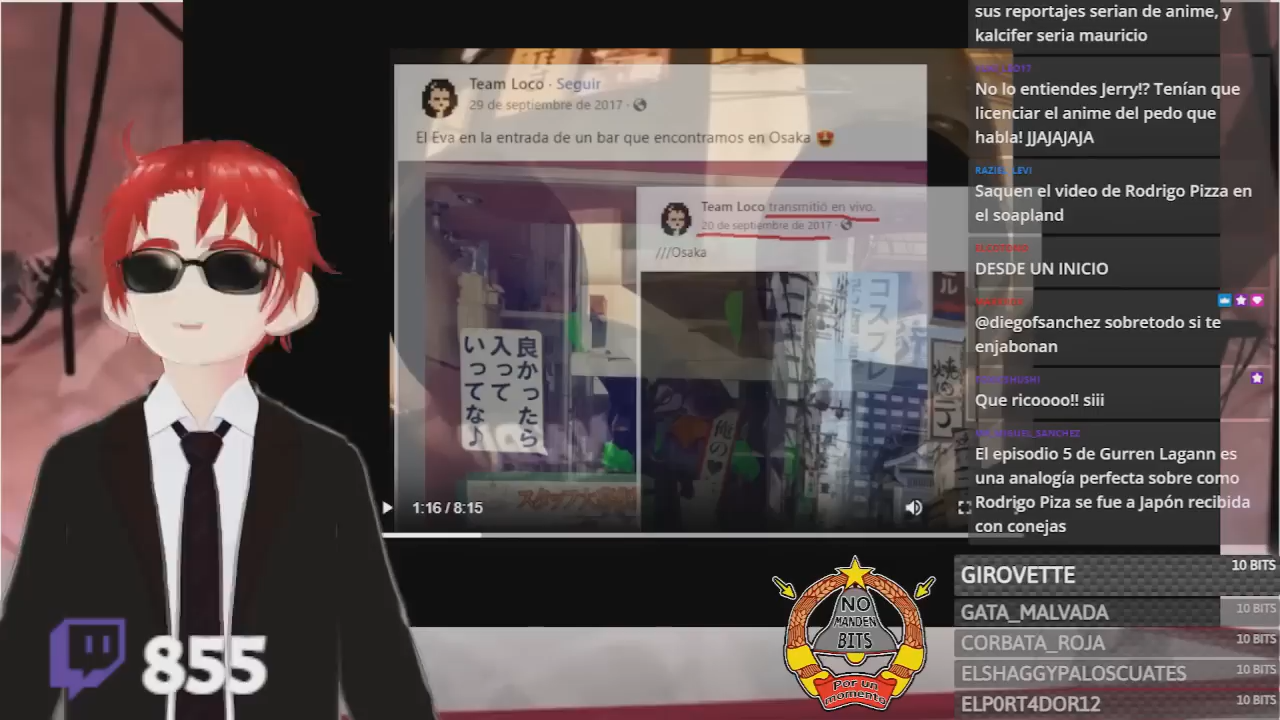 Team Loco · Seguir
29 de septiembre de 2017 ·
El Eva en la entrada de un bar que encontramos en Osaka
Team Loco transmitió en vivo.
20 de septiembre de 2017 ·
///Osaka
良かったら
入って
いってな♪
コスプレ
俺の♥
1:16 / 8:15
855
NO
MANDEN
BITS
Por un
momento
sus reportajes serian de anime, y
kalcifer seria mauricio
No lo entiendes Jerry!? Tenían que
licenciar el anime del pedo que
habla! JJAJAJAJA
Saquen el video de Rodrigo Pizza en
el soapland
DESDE UN INICIO
@diegofsanchez sobretodo si te
enjabonan
Que ricoooo!! siii
El episodio 5 de Gurren Lagann es
una analogía perfecta sobre como
Rodrigo Piza se fue a Japón recibida
con conejas
GIROVETTE 10 BITS
GATA_MALVADA 10 BITS
CORBATA_ROJA 10 BITS
ELSHAGGYPALOSCUATES 10 BITS
ELP0RT4DOR12 10 BITS